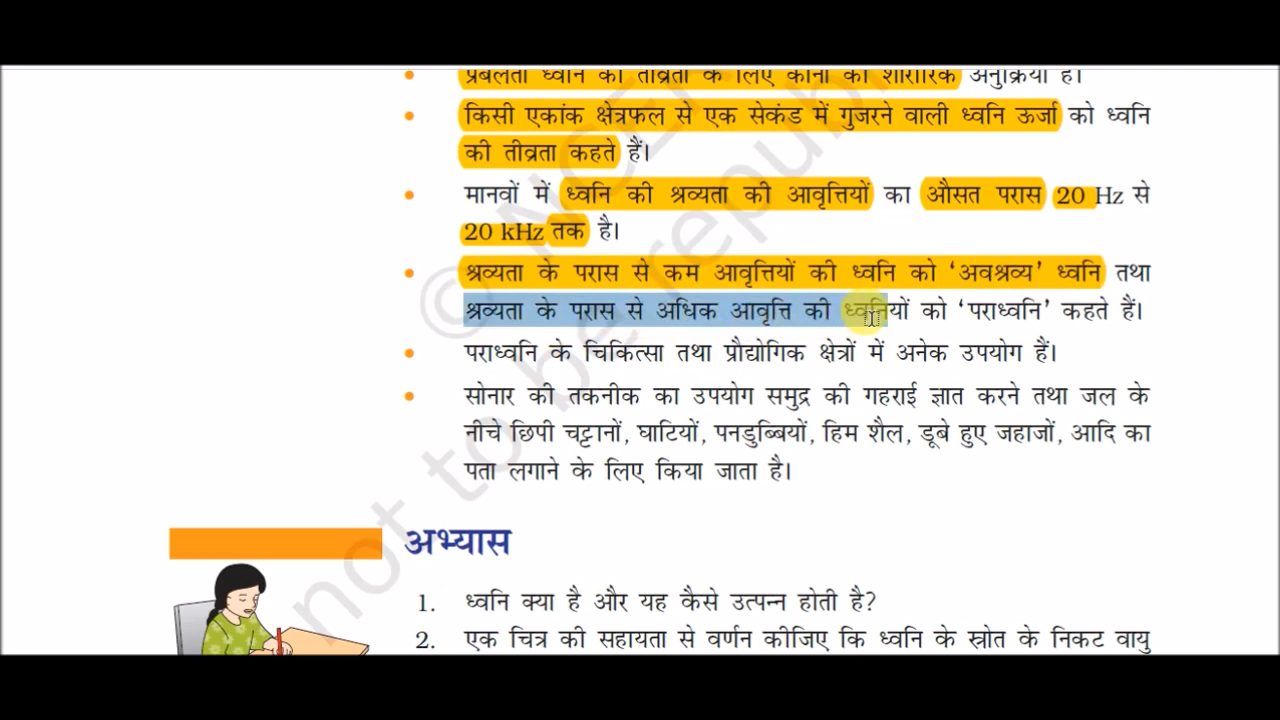 प्रबलता ध्वनि की तीव्रता के लिए कानों की शारीरिक अनुक्रिया है।
• किसी एकांक क्षेत्रफल से एक सेकंड में गुजरने वाली ध्वनि ऊर्जा को ध्वनि
की तीव्रता कहते हैं।
• मानवों में ध्वनि की श्रव्यता की आवृत्तियों का औसत परास 20 Hz से
20 kHz तक है।
• श्रव्यता के परास से कम आवृत्तियों की ध्वनि को ‘अवश्रव्य’ ध्वनि तथा
श्रव्यता के परास से अधिक आवृत्ति की ध्वनियों को ‘पराध्वनि’ कहते हैं।
• पराध्वनि के चिकित्सा तथा प्रौद्योगिक क्षेत्रों में अनेक उपयोग हैं।
• सोनार की तकनीक का उपयोग समुद्र की गहराई ज्ञात करने तथा जल के
नीचे छिपी चट्टानों, घाटियों, पनडुब्बियों, हिम शैल, डूबे हुए जहाजों, आदि का
पता लगाने के लिए किया जाता है।
अभ्यास
1. ध्वनि क्या है और यह कैसे उत्पन्न होती है?
2. एक चित्र की सहायता से वर्णन कीजिए कि ध्वनि के स्रोत के निकट वायु
not to be republi